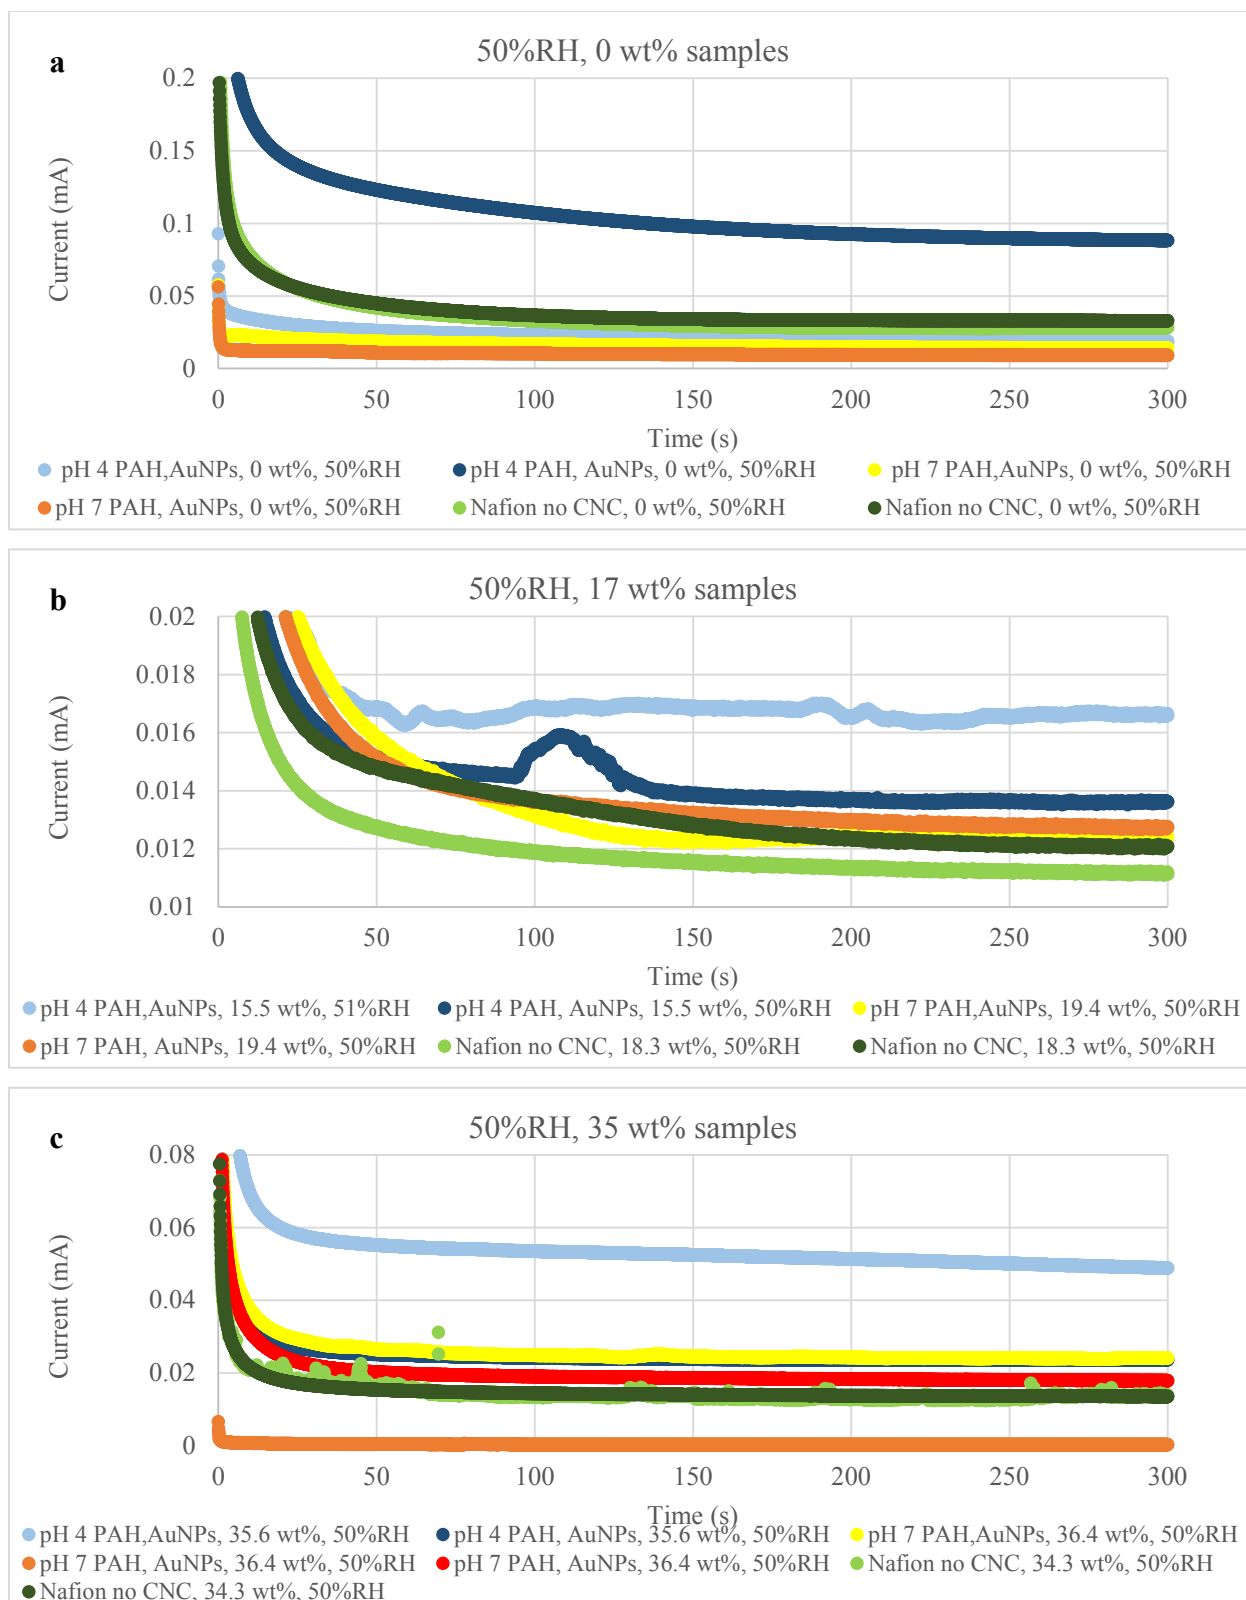 a
50%RH, 0 wt% samples
0.2
0.15
0.1
0.05
0
Current (mA)
0 50 100 150 200 250 300
Time (s)
pH 4 PAH,AuNPs, 0 wt%, 50%RH pH 4 PAH, AuNPs, 0 wt%, 50%RH pH 7 PAH,AuNPs, 0 wt%, 50%RH
pH 7 PAH, AuNPs, 0 wt%, 50%RH Nafion no CNC, 0 wt%, 50%RH Nafion no CNC, 0 wt%, 50%RH
b
50%RH, 17 wt% samples
0.02
0.018
0.016
0.014
0.012
0.01
Current (mA)
0 50 100 150 200 250 300
Time (s)
pH 4 PAH,AuNPs, 15.5 wt%, 51%RH pH 4 PAH, AuNPs, 15.5 wt%, 50%RH pH 7 PAH,AuNPs, 19.4 wt%, 50%RH
pH 7 PAH, AuNPs, 19.4 wt%, 50%RH Nafion no CNC, 18.3 wt%, 50%RH Nafion no CNC, 18.3 wt%, 50%RH
c
50%RH, 35 wt% samples
0.08
0.06
0.04
0.02
0
Current (mA)
0 50 100 150 200 250 300
Time (s)
pH 4 PAH,AuNPs, 35.6 wt%, 50%RH pH 4 PAH, AuNPs, 35.6 wt%, 50%RH pH 7 PAH,AuNPs, 36.4 wt%, 50%RH
pH 7 PAH, AuNPs, 36.4 wt%, 50%RH pH 7 PAH, AuNPs, 36.4 wt%, 50%RH Nafion no CNC, 34.3 wt%, 50%RH
Nafion no CNC, 34.3 wt%, 50%RH